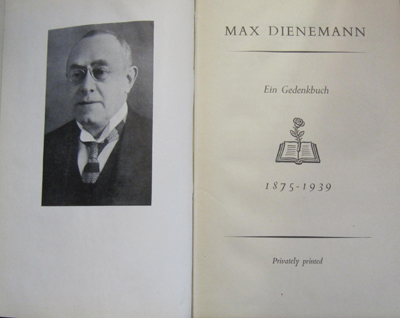 MAX DIENEMANN
Ein Gedenkbuch
1875-1939
Privately printed